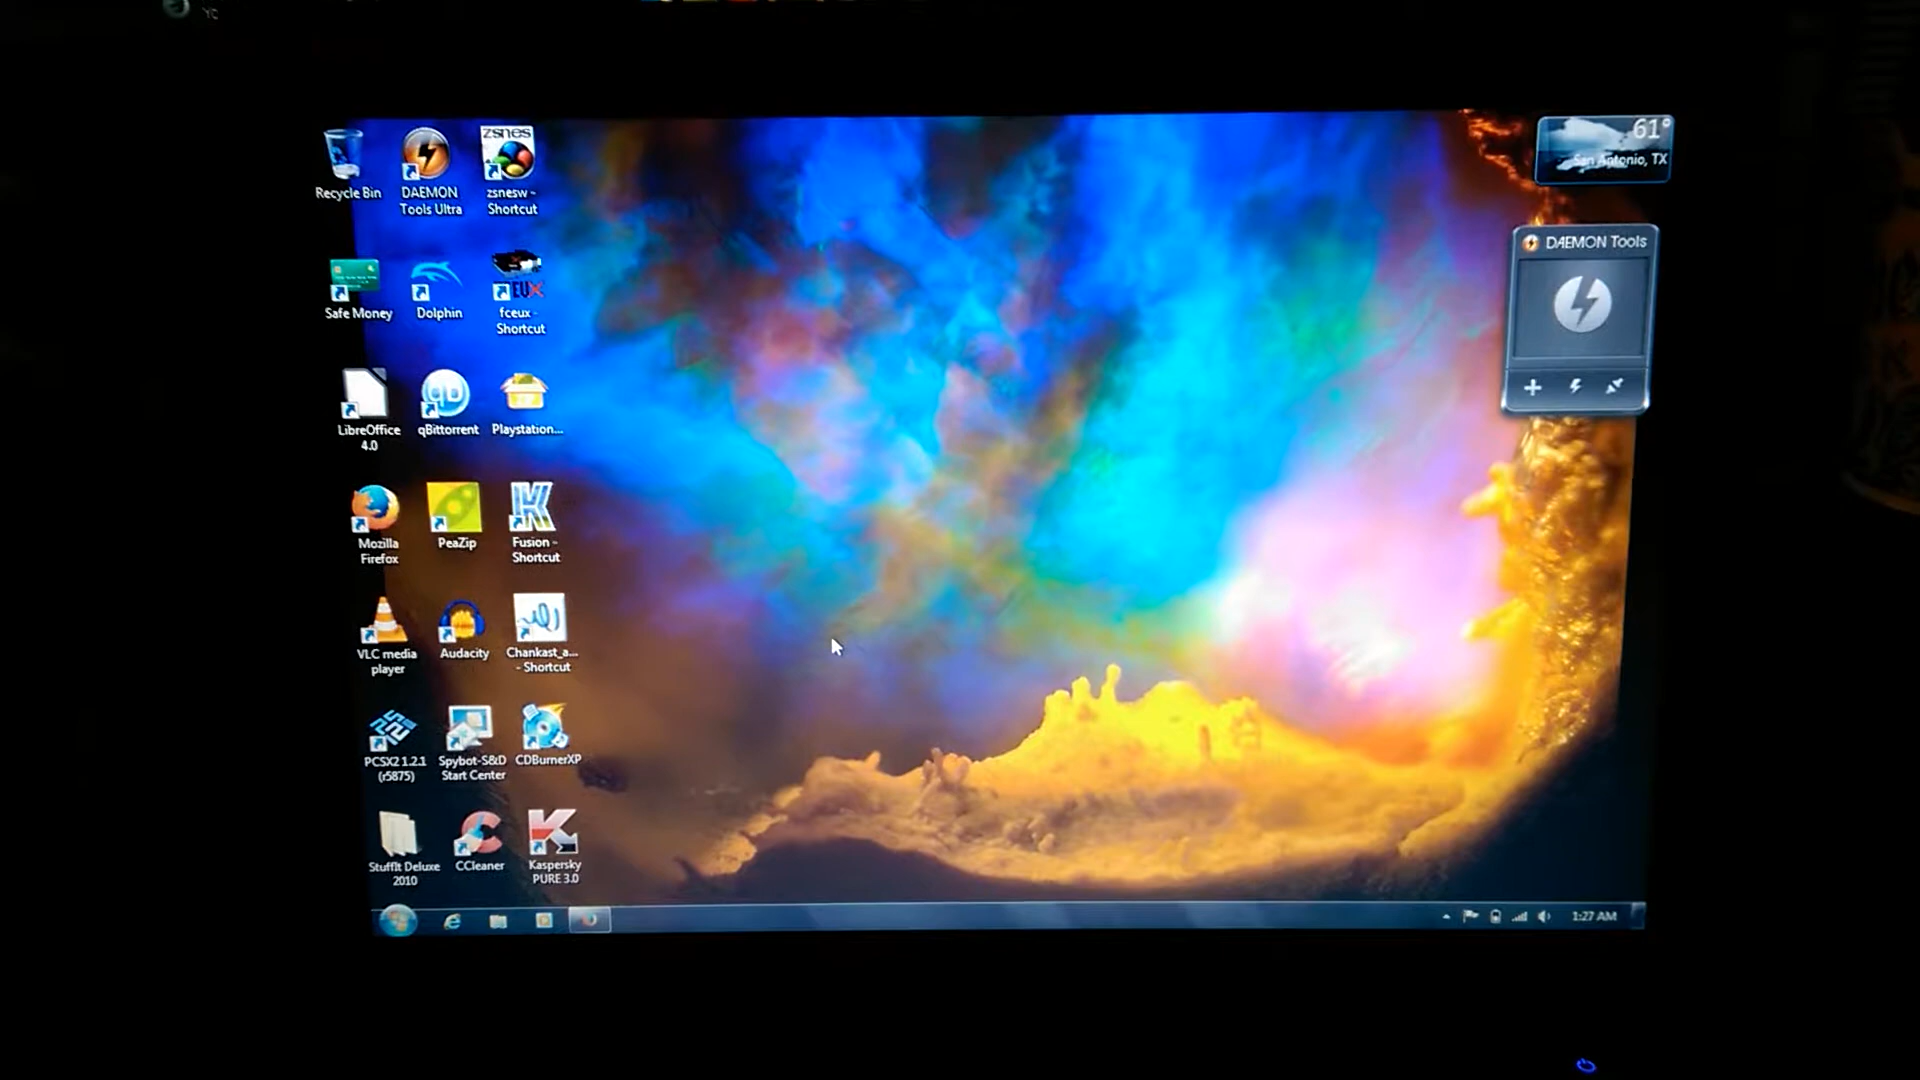 Recycle Bin
DAEMON
Tools Ultra
zsnes
zsnesw -
Shortcut
Safe Money
Dolphin
EUX
fceux -
Shortcut
LibreOffice
4.0
qb
qBittorrent
Playstation...
Mozilla
Firefox
PeaZip
Fusion -
Shortcut
VLC media
player
Audacity
Chankast_a...
- Shortcut
PCSX2 1.2.1
(r5875)
Spybot-S&D
Start Center
CDBurnerXP
StuffIt Deluxe
2010
CCleaner
Kaspersky
PURE 3.0
61°
San Antonio, TX
DAEMON Tools
1:27 AM